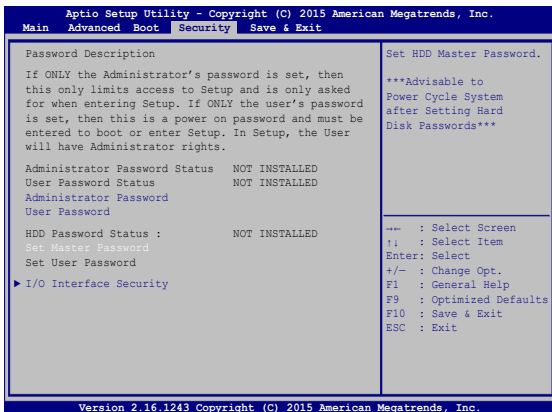 Aptio Setup Utility - Copyright (C) 2015 American Megatrends, Inc.
Main Advanced Boot Security Save & Exit
Password Description
If ONLY the Administrator's password is set, then
this only limits access to Setup and is only asked
for when entering Setup. If ONLY the user's password
is set, then this is a power on password and must be
entered to boot or enter Setup. In Setup, the User
will have Administrator rights.
Administrator Password Status NOT INSTALLED
User Password Status NOT INSTALLED
Administrator Password
User Password
HDD Password Status : NOT INSTALLED
Set Master Password
Set User Password
▶ I/O Interface Security
Set HDD Master Password.
***Advisable to
Power Cycle System
after Setting Hard
Disk Passwords***
→← : Select Screen
↑↓ : Select Item
Enter: Select
+/— : Change Opt.
F1 : General Help
F9 : Optimized Defaults
F10 : Save & Exit
ESC : Exit
Version 2.16.1243 Copyright (C) 2015 American Megatrends, Inc.